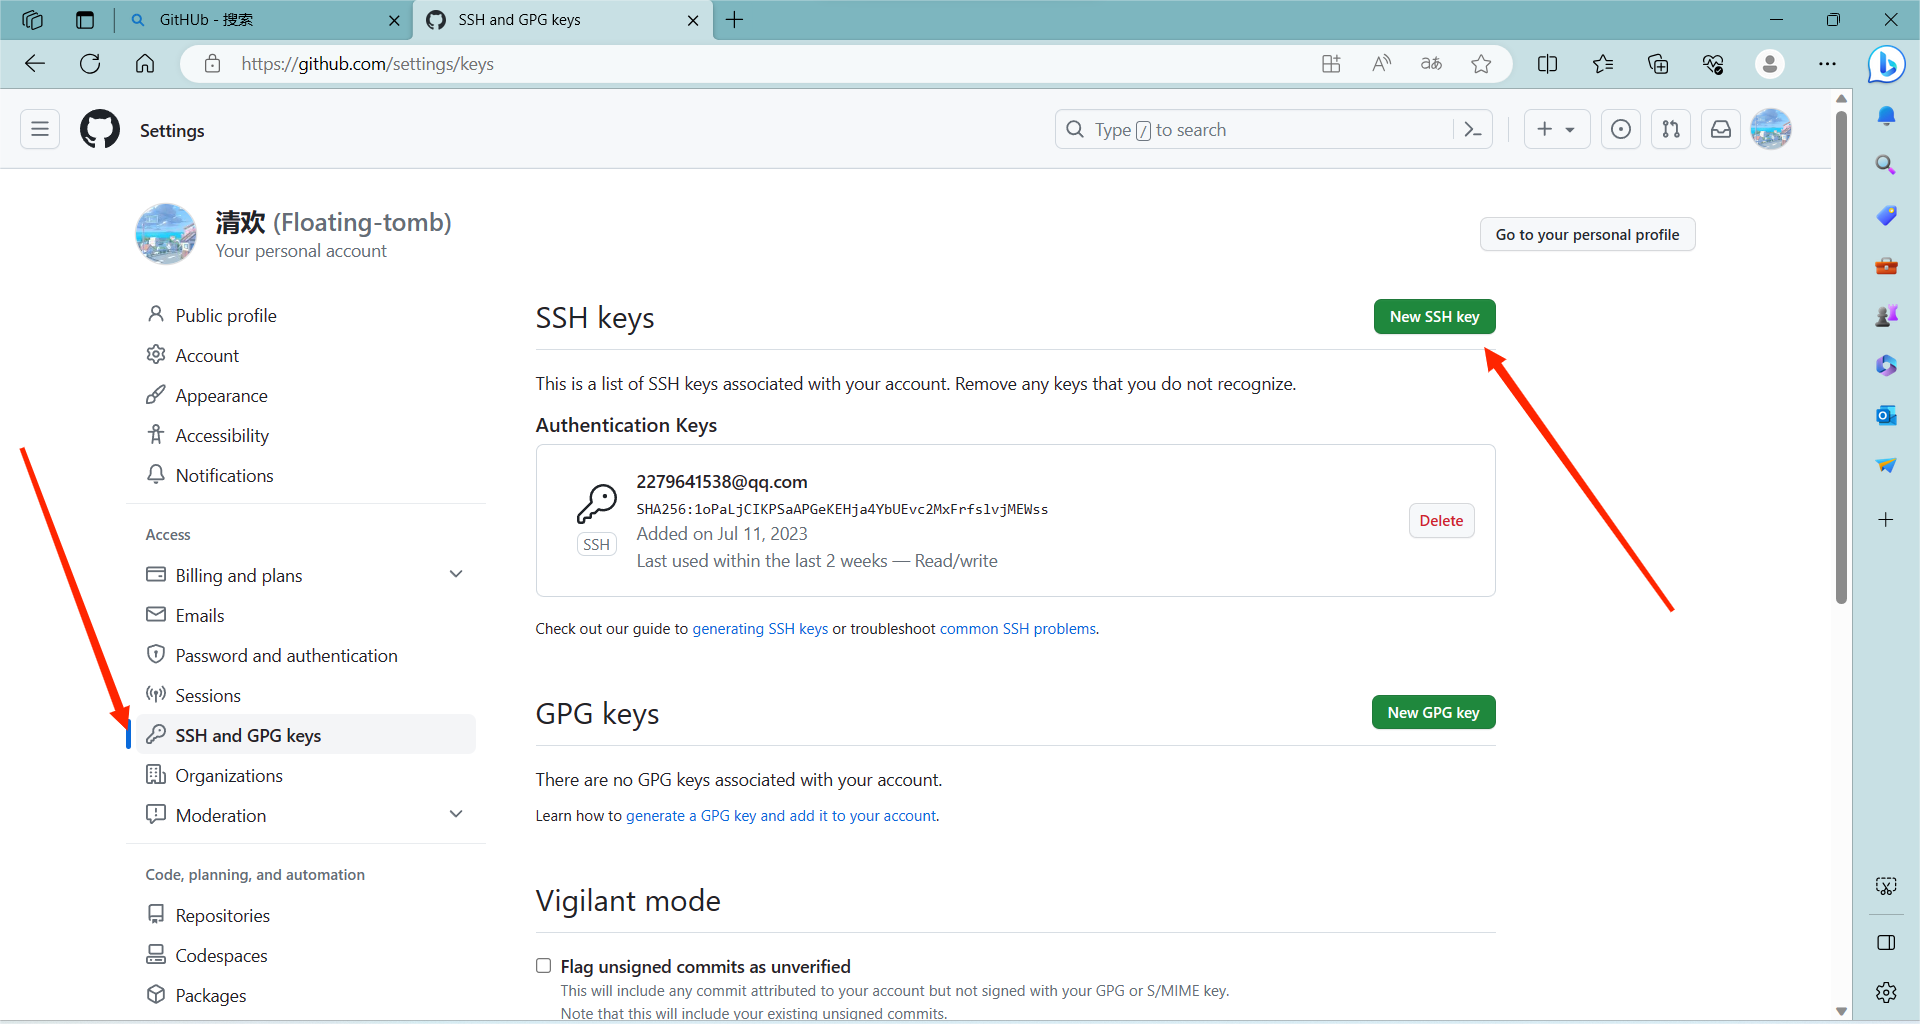 GitHUb - 搜索
SSH and GPG keys
https://github.com/settings/keys
Settings
Type / to search
清欢 (Floating-tomb)
Your personal account
Go to your personal profile
Public profile
Account
Appearance
Accessibility
Notifications
Access
Billing and plans
Emails
Password and authentication
Sessions
SSH and GPG keys
Organizations
Moderation
Code, planning, and automation
Repositories
Codespaces
Packages
SSH keys
New SSH key
This is a list of SSH keys associated with your account. Remove any keys that you do not recognize.
Authentication Keys
2279641538@qq.com
SHA256:1oPaLjCIKPSaAPGeKEHja4YbUEvc2MxFrfslvjMEWss
SSH
Added on Jul 11, 2023
Last used within the last 2 weeks — Read/write
Delete
Check out our guide to generating SSH keys or troubleshoot common SSH problems.
GPG keys
New GPG key
There are no GPG keys associated with your account.
Learn how to generate a GPG key and add it to your account.
Vigilant mode
Flag unsigned commits as unverified
This will include any commit attributed to your account but not signed with your GPG or S/MIME key.
Note that this will include your existing unsigned commits.